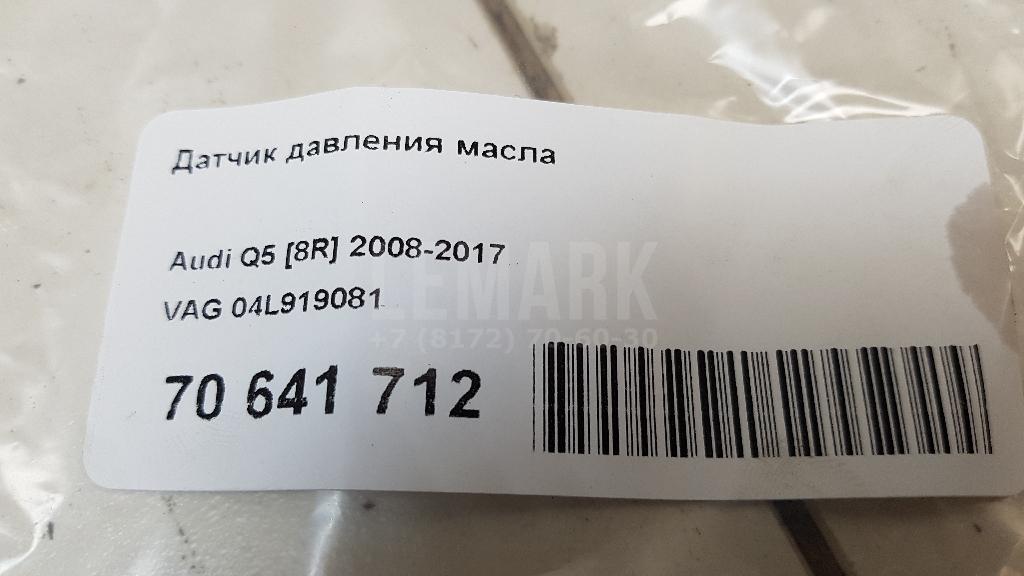 Датчик давления масла
Audi Q5 [8R] 2008-2017
VAG 04L919081
70 641 712
LEMARK
+7 (8172) 70-60-30